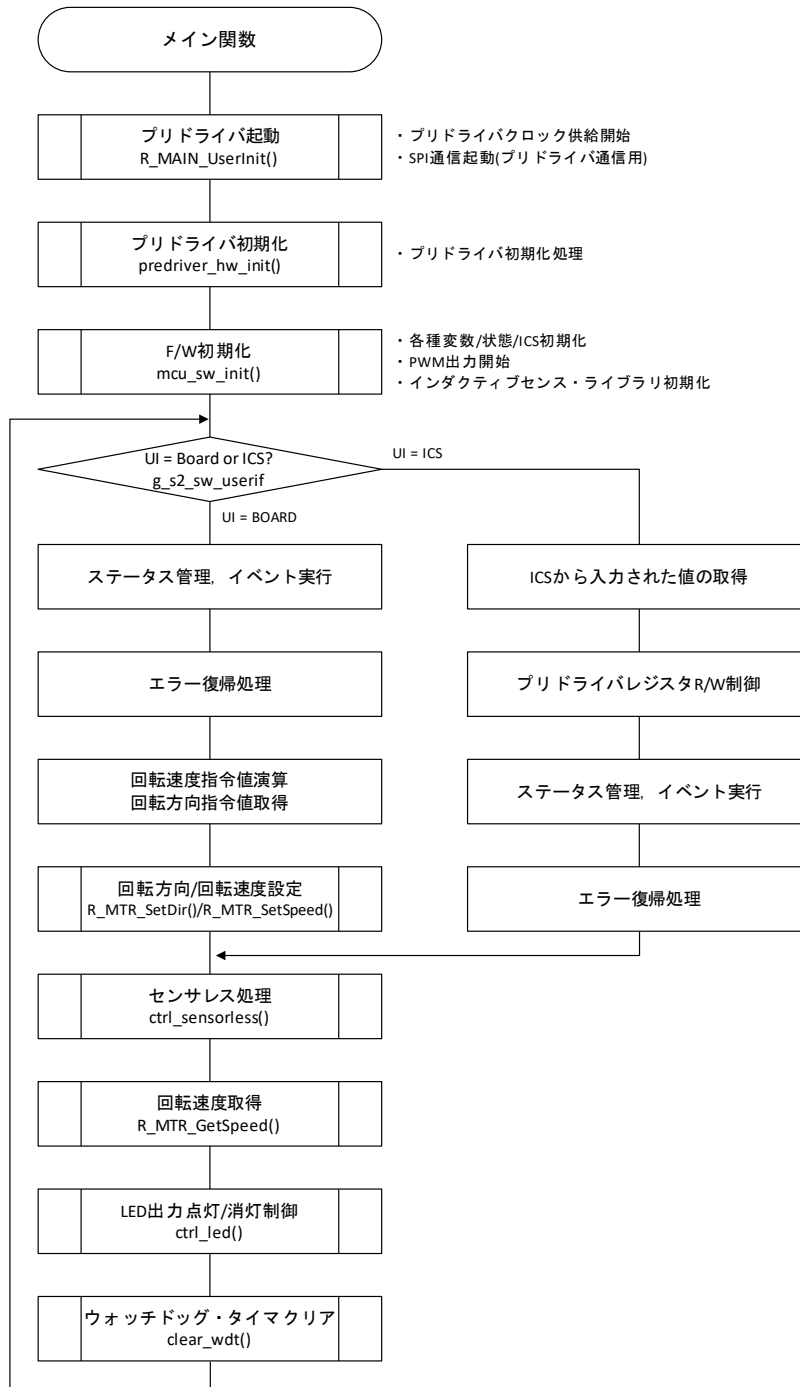 メイン関数
プリドライバ起動
R_MAIN_UserInit()
・プリドライバクロック供給開始
・SPI通信起動(プリドライバ通信用)
プリドライバ初期化
predriver_hw_init()
・プリドライバ初期化処理
F/W初期化
mcu_sw_init()
・各種変数/状態/ICS初期化
・PWM出力開始
・インダクティブセンス・ライブラリ初期化
UI = Board or ICS?
g_s2_sw_userif
UI = ICS
UI = BOARD
ステータス管理，イベント実行
エラー復帰処理
回転速度指令値演算
回転方向指令値取得
回転方向/回転速度設定
R_MTR_SetDir()/R_MTR_SetSpeed()
ICSから入力された値の取得
プリドライバレジスタR/W制御
ステータス管理，イベント実行
エラー復帰処理
センサレス処理
ctrl_sensorless()
回転速度取得
R_MTR_GetSpeed()
LED出力点灯/消灯制御
ctrl_led()
ウォッチドッグ・タイマクリア
clear_wdt()